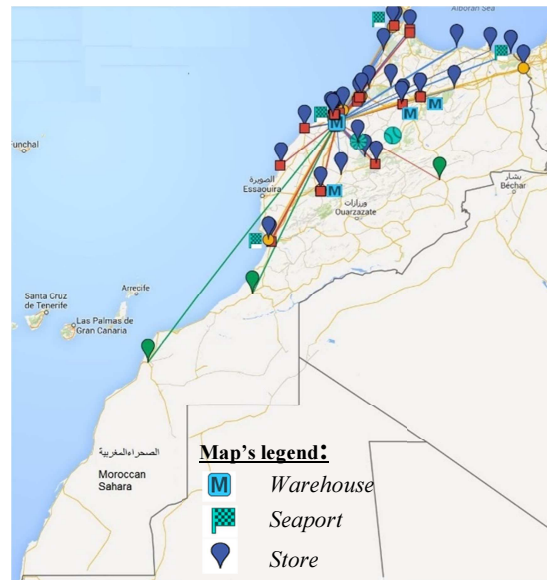 Alboran Sea
Funchal
الصويرة
Essaouira
ورزازات
Ouarzazate
بشار
Béchar
M
M
M
M
Arrecife
Santa Cruz
de Tenerife
Las Palmas de
Gran Canaria
الصحراء المغربية
Moroccan
Sahara
Map's legend:
M Warehouse
Seaport
Store